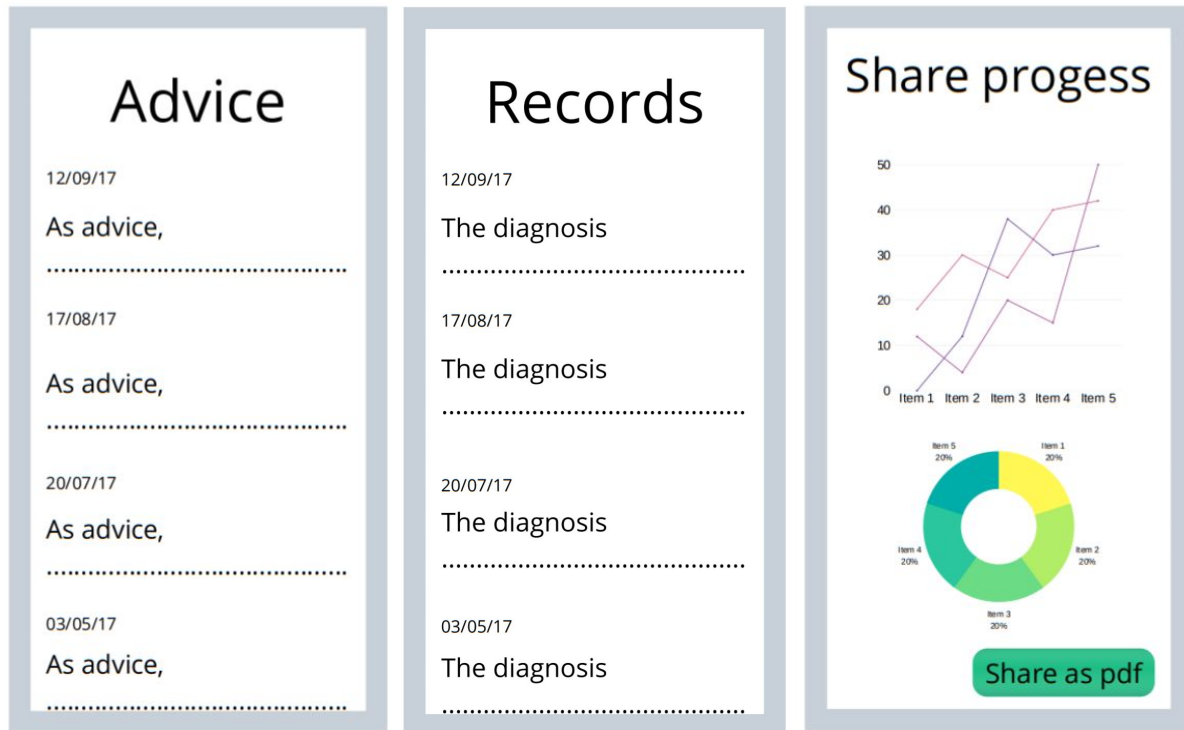 Advice
12/09/17
As advice,
............................................
17/08/17
As advice,
............................................
20/07/17
As advice,
............................................
03/05/17
As advice,
............................................
Records
12/09/17
The diagnosis
............................................
17/08/17
The diagnosis
............................................
20/07/17
The diagnosis
............................................
03/05/17
The diagnosis
............................................
Share progess
50
40
30
20
10
0
Item 1 Item 2 Item 3 Item 4 Item 5
Item 5
20%
Item 1
20%
Item 4
20%
Item 2
20%
Item 3
20%
Share as pdf